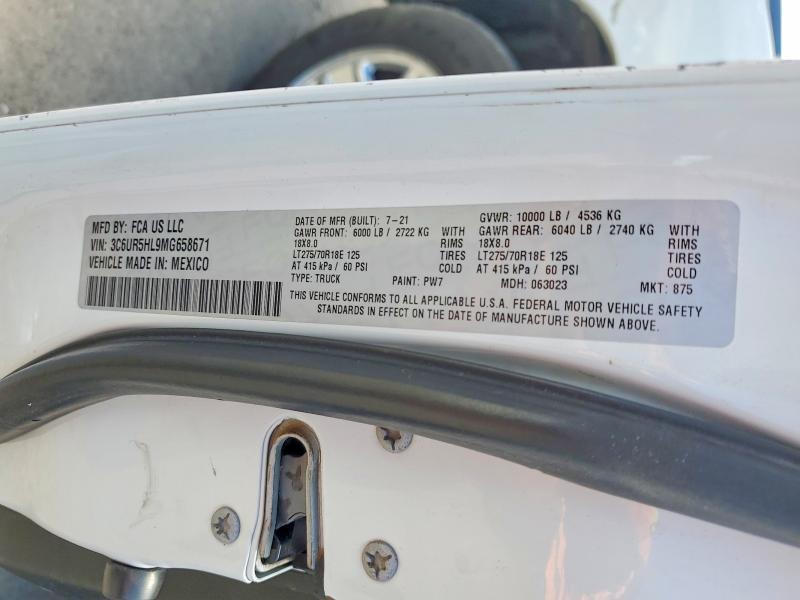 MFD BY: FCA US LLC
VIN: 3C6UR5HL9MG658671
VEHICLE MADE IN: MEXICO
DATE OF MFR (BUILT): 7-21
GAWR FRONT: 6000 LB / 2722 KG WITH
18X8.0 RIMS
LT275/70R18E 125 TIRES
AT 415 kPa / 60 PSI COLD
TYPE: TRUCK PAINT: PW7
GVWR: 10000 LB / 4536 KG
GAWR REAR: 6040 LB / 2740 KG WITH
18X8.0 RIMS
LT275/70R18E 125 TIRES
AT 415 kPa / 60 PSI COLD
MDH: 063023 MKT: 875
THIS VEHICLE CONFORMS TO ALL APPLICABLE U.S.A. FEDERAL MOTOR VEHICLE SAFETY
STANDARDS IN EFFECT ON THE DATE OF MANUFACTURE SHOWN ABOVE.